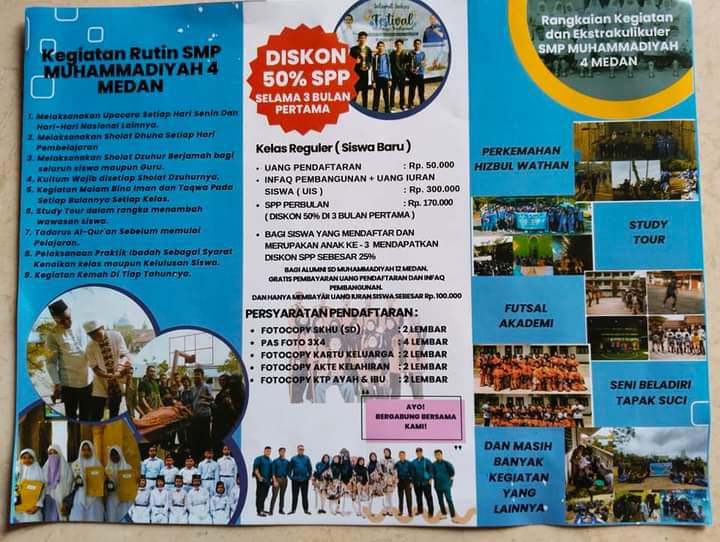 Kegiatan Rutin SMP
MUHAMMADIYAH 4
MEDAN
1. Melaksanakan Upacara Setiap Hari Senin Dan
Hari-Hari Nasional Lainnya.
2. Melaksanakan Sholat Dhuha Setiap Hari
Pembelajaran
3. Melaksanakan Sholat Dzuhur Berjamah bagi
seluruh siswa maupun Guru.
4. Kultum Wajib disetiap Sholat Dzuhurnya.
5. Kegiatan Malam Bina Iman dan Taqwa Pada
Setiap Bulannya Setiap Kelas.
6. Study Tour dalam rangka menambah
wawasan siswa.
7. Tadarus Al-Qur'an Sebelum memulai
Pelajaran.
8. Pelaksanaan Praktik Ibadah Sebagai Syarat
Kenaikan kelas maupun Kelulusan Siswa.
9. Kegiatan Kemah Di Tiap Tahunnya.
DISKON
50% SPP
SELAMA 3 BULAN
PERTAMA
Festival
Kelas Reguler ( Siswa Baru )
• UANG PENDAFTARAN : Rp. 50.000
• INFAQ PEMBANGUNAN + UANG IURAN
SISWA ( UIS ) : Rp. 300.000
• SPP PERBULAN : Rp. 170.000
( DISKON 50% DI 3 BULAN PERTAMA )
• BAGI SISWA YANG MENDAFTAR DAN
MERUPAKAN ANAK KE - 3 MENDAPATKAN
DISKON SPP SEBESAR 25%
BAGI ALUMNI SD MUHAMMADIYAH 12 MEDAN.
GRATIS PEMBAYARAN UANG PENDAFTARAN DAN INFAQ
PEMBANGUNAN.
DAN HANYA MEMBAYAR UANG IURAN SISWA SEBESAR Rp. 100.000
PERSYARATAN PENDAFTARAN :
• FOTOCOPY SKHU (SD) : 2 LEMBAR
• PAS FOTO 3X4 : 4 LEMBAR
• FOTOCOPY KARTU KELUARGA : 2 LEMBAR
• FOTOCOPY AKTE KELAHIRAN : 2 LEMBAR
• FOTOCOPY KTP AYAH & IBU : 2 LEMBAR
AYO!
BERGABUNG BERSAMA
KAMI!
Rangkaian Kegiatan
dan Ekstrakulikuler
SMP MUHAMMADIYAH
4 MEDAN
PERKEMAHAN
HIZBUL WATHAN
STUDY
TOUR
FUTSAL
AKADEMI
SENI BELADIRI
TAPAK SUCI
DAN MASIH
BANYAK
KEGIATAN
YANG
LAINNYA